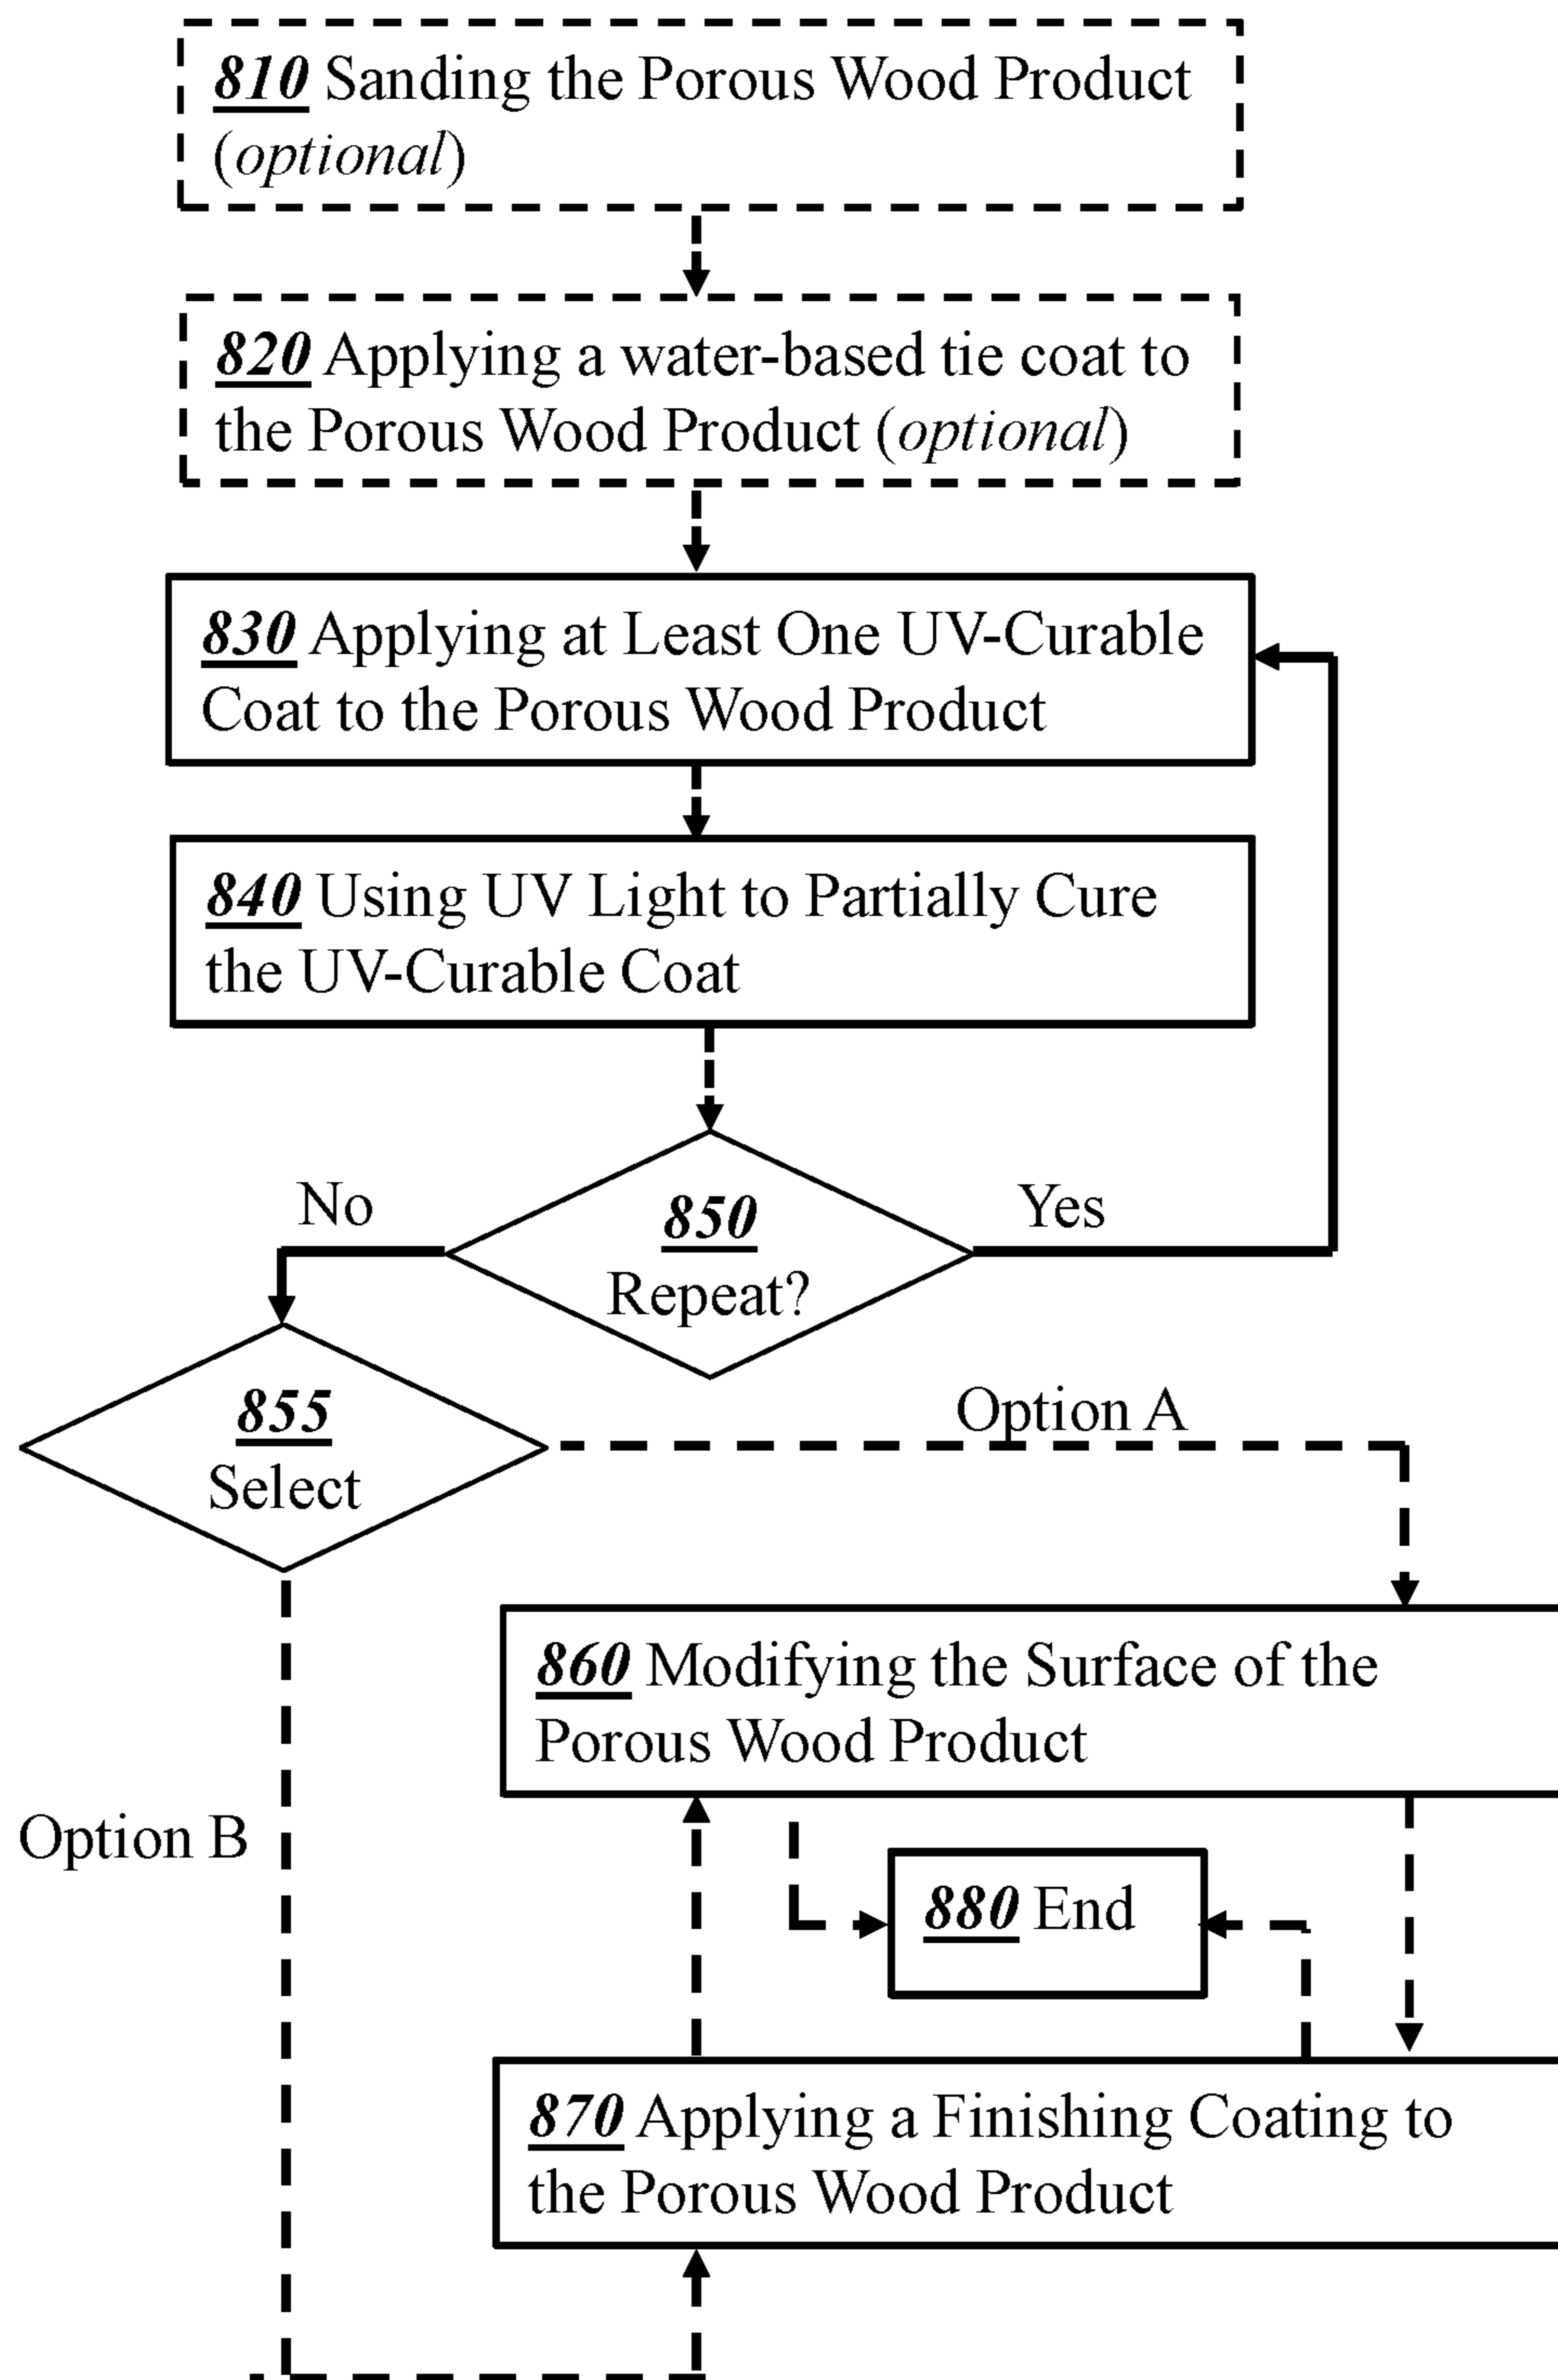 810 Sanding the Porous Wood Product
(optional)
820 Applying a water-based tie coat to
the Porous Wood Product (optional)
830 Applying at Least One UV-Curable
Coat to the Porous Wood Product
840 Using UV Light to Partially Cure
the UV-Curable Coat
No
850
Repeat?
Yes
855
Select
Option A
860 Modifying the Surface of the
Porous Wood Product
Option B
880 End
870 Applying a Finishing Coating to
the Porous Wood Product